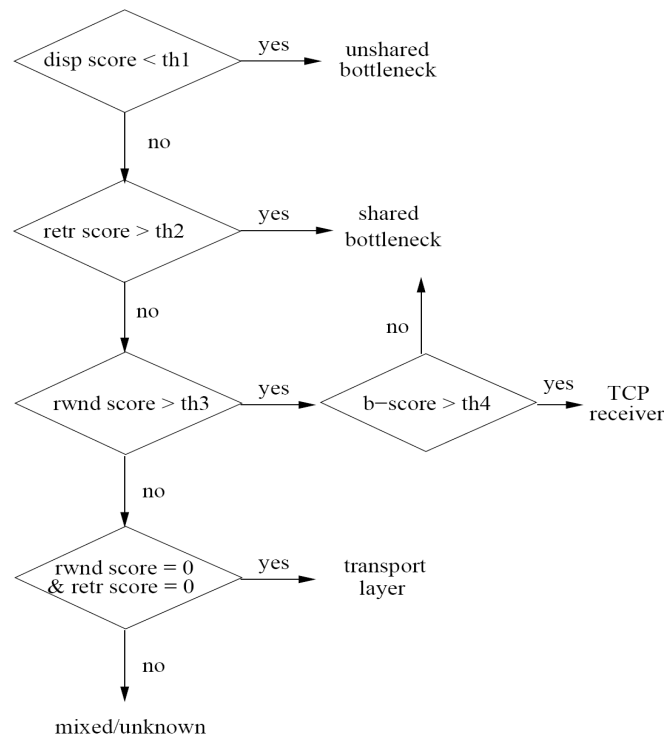 disp score < th1
yes
unshared
bottleneck
no
retr score > th2
yes
shared
bottleneck
no
no
rwnd score > th3
yes
b−score > th4
yes
TCP
receiver
no
rwnd score = 0
& retr score = 0
yes
transport
layer
no
mixed/unknown